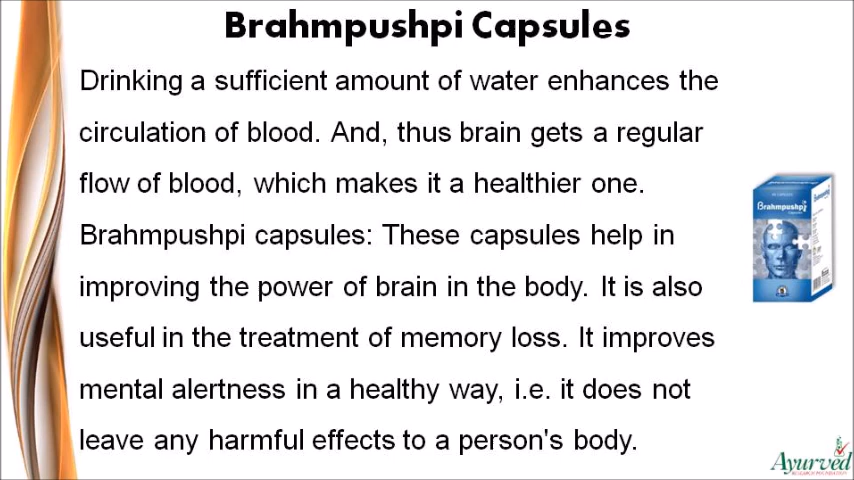 Brahmpushpi Capsules
Drinking a sufficient amount of water enhances the
circulation of blood. And, thus brain gets a regular
flow of blood, which makes it a healthier one.
Brahmpushpi capsules: These capsules help in
improving the power of brain in the body. It is also
useful in the treatment of memory loss. It improves
mental alertness in a healthy way, i.e. it does not
leave any harmful effects to a person's body.
Brahmpushpi
Capsules
Ayurved